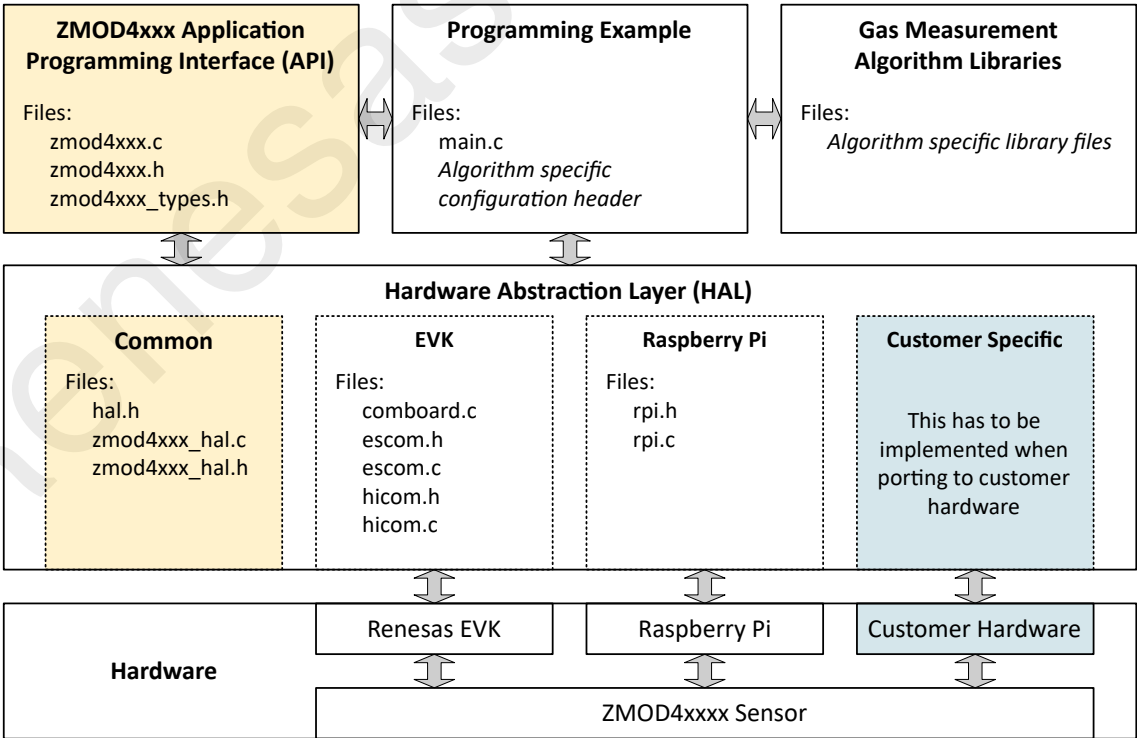 ZMOD4xxx Application
Programming Interface (API)
Files:
zmod4xxx.c
zmod4xxx.h
zmod4xxx_types.h
Programming Example
Files:
main.c
Algorithm specific
configuration header
Gas Measurement
Algorithm Libraries
Files:
Algorithm specific library files
Hardware Abstraction Layer (HAL)
Common
Files:
hal.h
zmod4xxx_hal.c
zmod4xxx_hal.h
EVK
Files:
comboard.c
escom.h
escom.c
hicom.h
hicom.c
Raspberry Pi
Files:
rpi.h
rpi.c
Customer Specific
This has to be
implemented when
porting to customer
hardware
Hardware
Renesas EVK
Raspberry Pi
Customer Hardware
ZMOD4xxxx Sensor
enesas